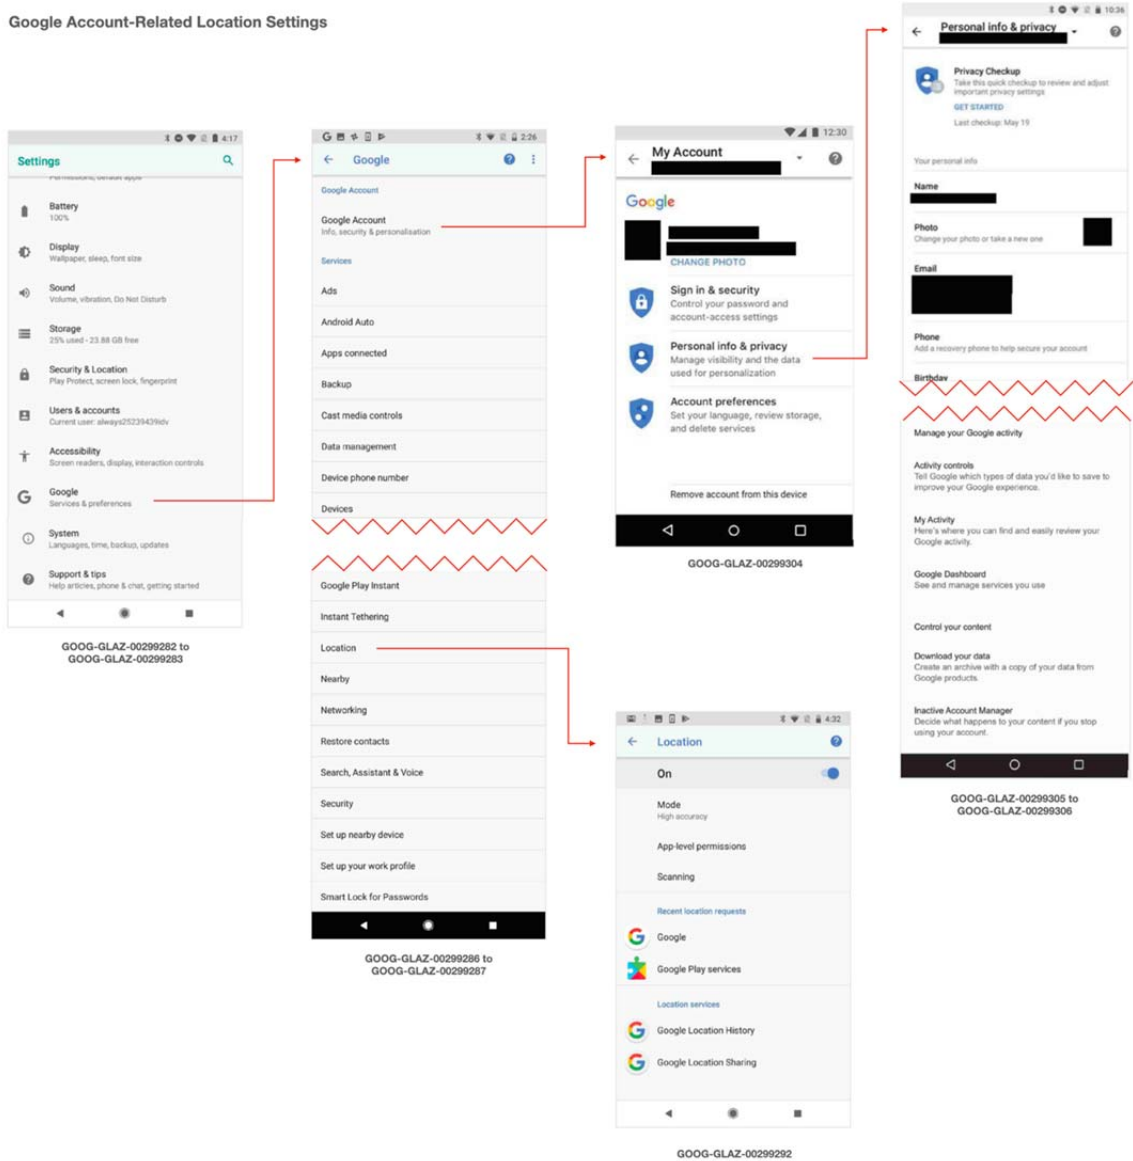 Google Account-Related Location Settings
4:17
Settings
Permissions, default apps
Battery
100%
Display
Wallpaper, sleep, font size
Sound
Volume, vibration, Do Not Disturb
Storage
25% used - 23.88 GB free
Security & Location
Play Protect, screen lock, fingerprint
Users & accounts
Current user: always25239439idv
Accessibility
Screen readers, display, interaction controls
Google
Services & preferences
System
Languages, time, backup, updates
Support & tips
Help articles, phone & chat, getting started
GOOG-GLAZ-00299282 to
GOOG-GLAZ-00299283
2:26
Google
Google Account
Google Account
Info, security & personalisation
Services
Ads
Android Auto
Apps connected
Backup
Cast media controls
Data management
Device phone number
Devices
Google Play Instant
Instant Tethering
Location
Nearby
Networking
Restore contacts
Search, Assistant & Voice
Security
Set up nearby device
Set up your work profile
Smart Lock for Passwords
GOOG-GLAZ-00299286 to
GOOG-GLAZ-00299287
12:30
My Account
Google
CHANGE PHOTO
Sign in & security
Control your password and
account-access settings
Personal info & privacy
Manage visibility and the data
used for personalization
Account preferences
Set your language, review storage,
and delete services
Remove account from this device
GOOG-GLAZ-00299304
4:32
Location
On
Mode
High accuracy
App-level permissions
Scanning
Recent location requests
Google
Google Play services
Location services
Google Location History
Google Location Sharing
GOOG-GLAZ-00299292
10:36
Personal info & privacy
Privacy Checkup
Take this quick checkup to review and adjust
important privacy settings
GET STARTED
Last checkup: May 19
Your personal info
Name
Photo
Change your photo or take a new one
Email
Phone
Add a recovery phone to help secure your account
Birthday
Manage your Google activity
Activity controls
Tell Google which types of data you'd like to save to
improve your Google experience.
My Activity
Here's where you can find and easily review your
Google activity.
Google Dashboard
See and manage services you use
Control your content
Download your data
Create an archive with a copy of your data from
Google products.
Inactive Account Manager
Decide what happens to your content if you stop
using your account.
GOOG-GLAZ-00299305 to
GOOG-GLAZ-00299306